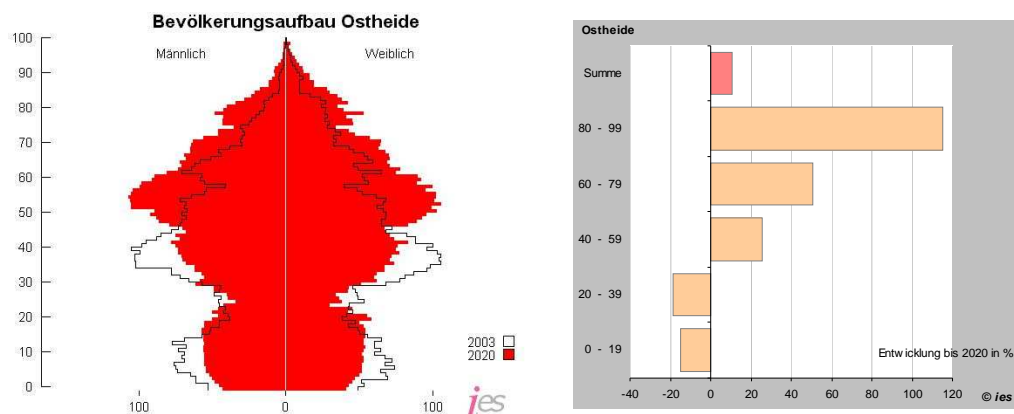 Bevölkerungsaufbau Ostheide
Männlich
Weiblich
100
90
80
70
60
50
40
30
20
10
0
100
0
100
2003
2020
ies
Ostheide
Summe
80 - 99
60 - 79
40 - 59
20 - 39
0 - 19
Entwicklung bis 2020 in %
-40 -20 0 20 40 60 80 100 120
© ies